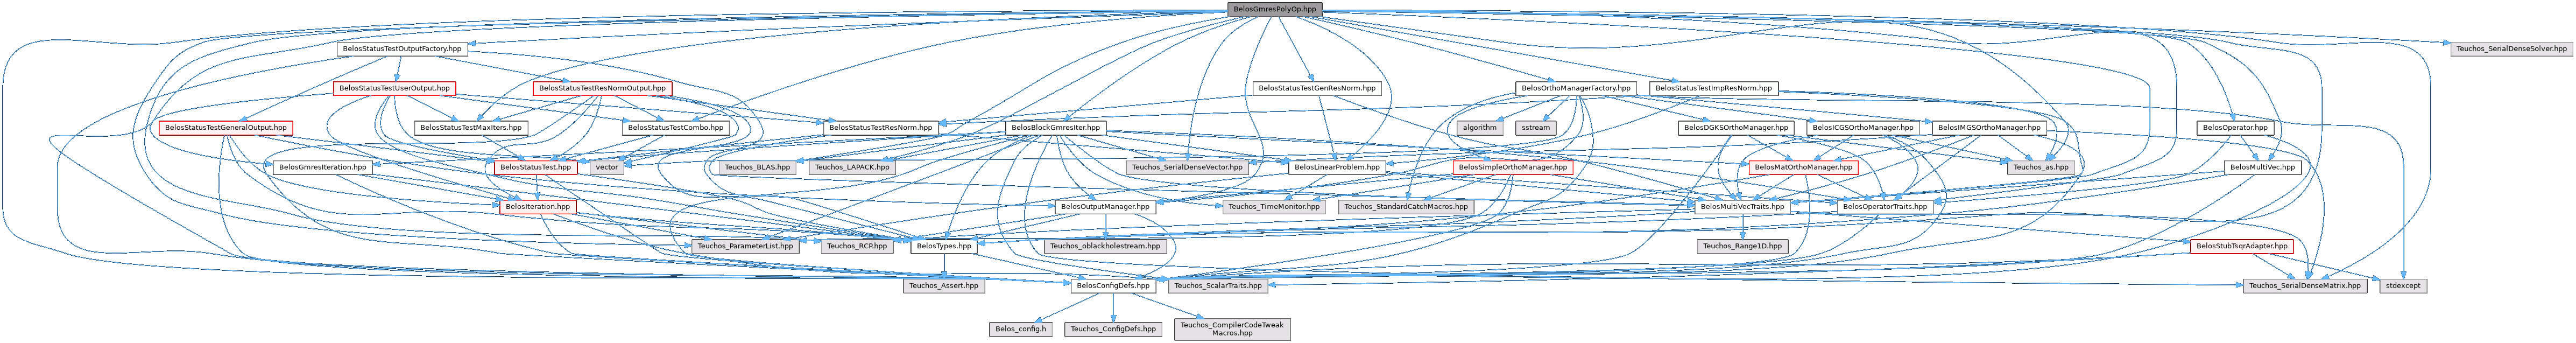 BelosGmresPolyOp.hpp
BelosStatusTestOutputFactory.hpp
Teuchos_SerialDenseSolver.hpp
BelosStatusTestUserOutput.hpp
BelosStatusTestResNormOutput.hpp
BelosStatusTestGenResNorm.hpp
BelosOrthoManagerFactory.hpp
BelosStatusTestImpResNorm.hpp
BelosStatusTestGeneralOutput.hpp
BelosStatusTestMaxIters.hpp
BelosStatusTestCombo.hpp
BelosStatusTestResNorm.hpp
BelosBlockGmresIter.hpp
algorithm
sstream
BelosDGKSOrthoManager.hpp
BelosICGSOrthoManager.hpp
BelosIMGSOrthoManager.hpp
BelosOperator.hpp
BelosGmresIteration.hpp
BelosStatusTest.hpp
vector
Teuchos_BLAS.hpp
Teuchos_LAPACK.hpp
Teuchos_SerialDenseVector.hpp
BelosLinearProblem.hpp
BelosSimpleOrthoManager.hpp
BelosMatOrthoManager.hpp
Teuchos_as.hpp
BelosMultiVec.hpp
BelosIteration.hpp
BelosOutputManager.hpp
Teuchos_TimeMonitor.hpp
Teuchos_StandardCatchMacros.hpp
BelosMultiVecTraits.hpp
BelosOperatorTraits.hpp
Teuchos_ParameterList.hpp
Teuchos_RCP.hpp
BelosTypes.hpp
Teuchos_oblackholestream.hpp
Teuchos_Range1D.hpp
BelosStubTsqrAdapter.hpp
Teuchos_Assert.hpp
BelosConfigDefs.hpp
Teuchos_ScalarTraits.hpp
Teuchos_SerialDenseMatrix.hpp
stdexcept
Belos_config.h
Teuchos_ConfigDefs.hpp
Teuchos_CompilerCodeTweak
Macros.hpp